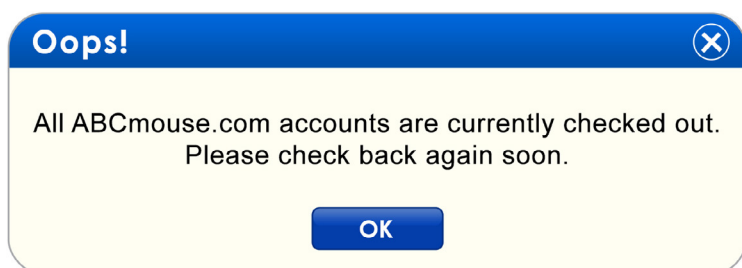 Oops!
All ABCmouse.com accounts are currently checked out.
Please check back again soon.
OK